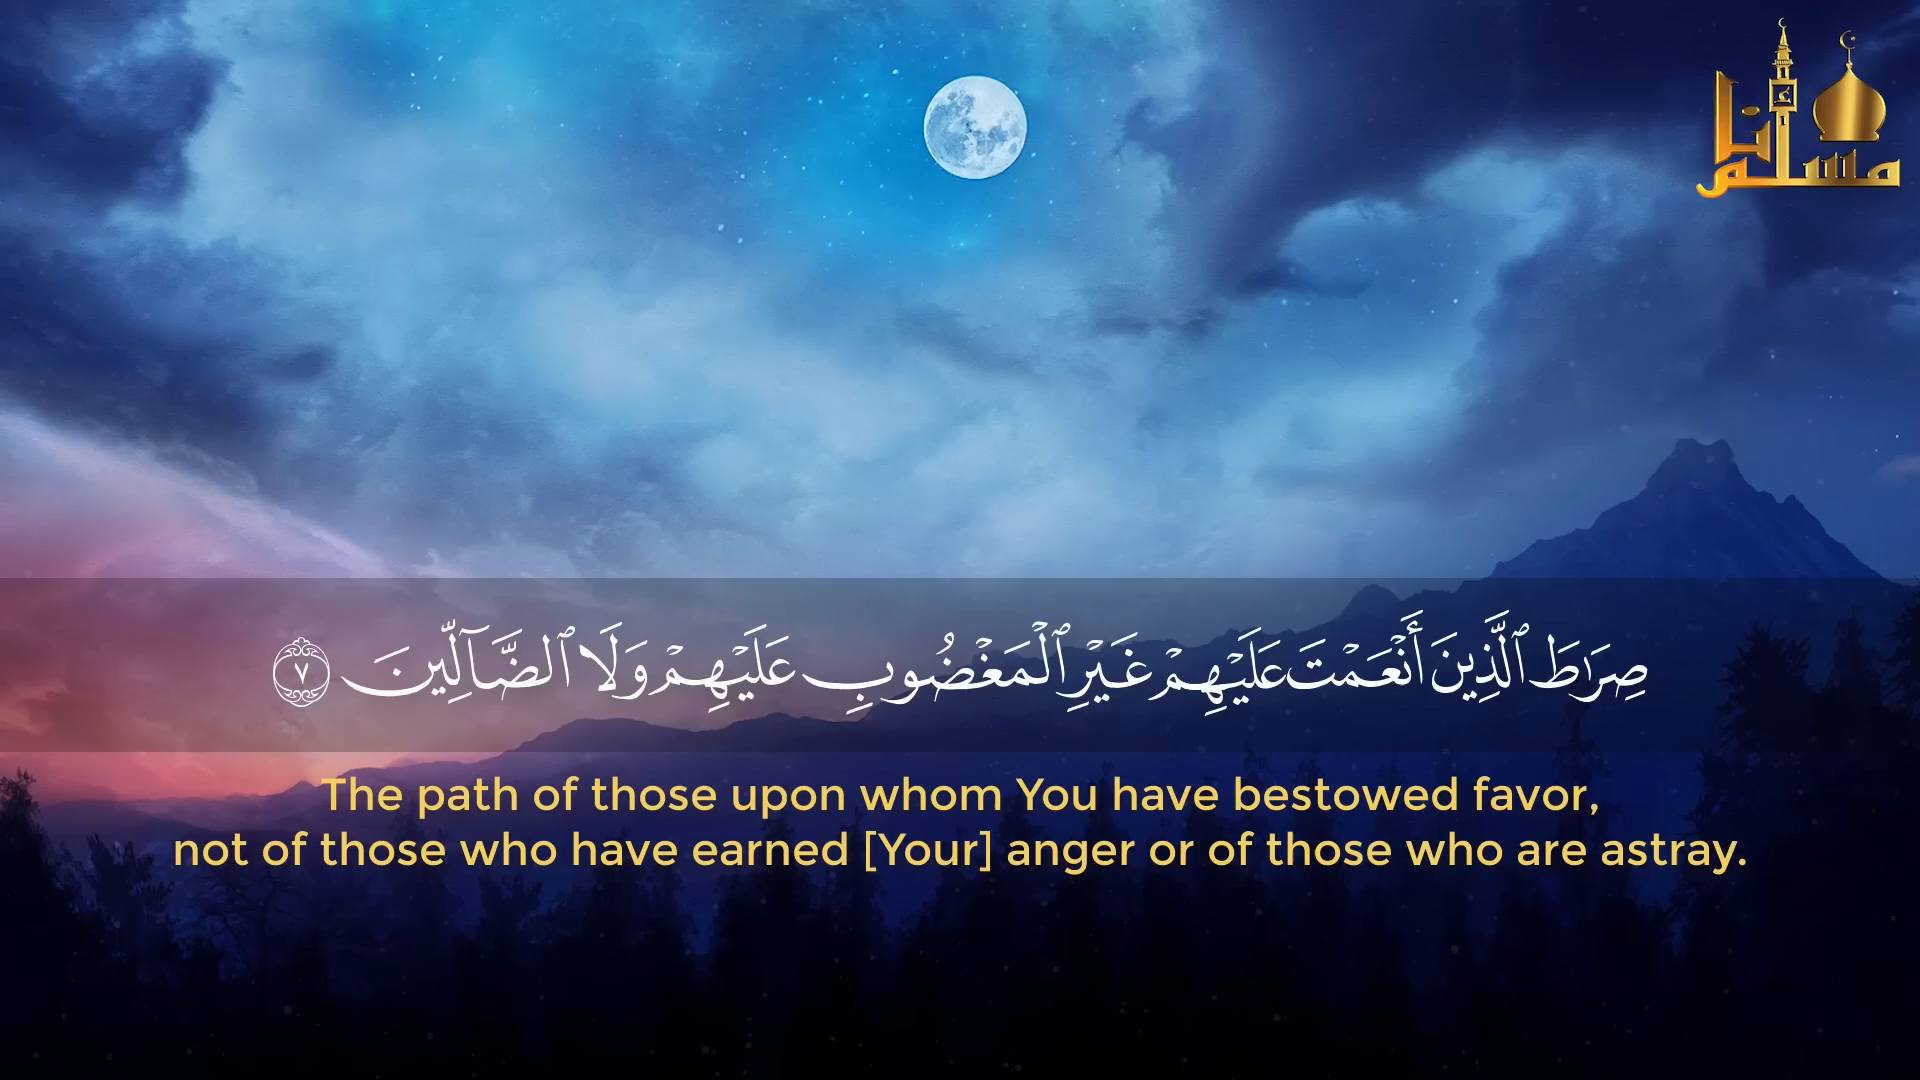 أنا مسلم
صِرَٰطَ ٱلَّذِينَ أَنْعَمْتَ عَلَيْهِمْ غَيْرِ ٱلْمَغْضُوبِ عَلَيْهِمْ وَلَا ٱلضَّآلِّينَ ٧
The path of those upon whom You have bestowed favor,
not of those who have earned [Your] anger or of those who are astray.